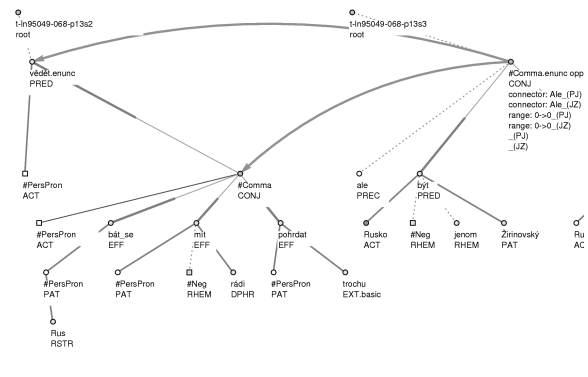 t-ln95049-068-p13s2
root
t-ln95049-068-p13s3
root
vědět.enunc
PRED
#Comma.enunc opp
CONJ
connector: Ale_(PJ)
connector: Ale_(JZ)
range: 0->0_(PJ)
range: 0->0_(JZ)
_(PJ)
_(JZ)
#PersPron
ACT
#Comma
CONJ
ale
PREC
být
PRED
#PersPron
ACT
bát_se
EFF
mít
EFF
pohrdat
EFF
Rusko
ACT
#Neg
RHEM
jenom
RHEM
Žirinovský
PAT
Ru
AC
#PersPron
PAT
#PersPron
PAT
#Neg
RHEM
rádi
DPHR
#PersPron
PAT
trochu
EXT.basic
Rus
RSTR